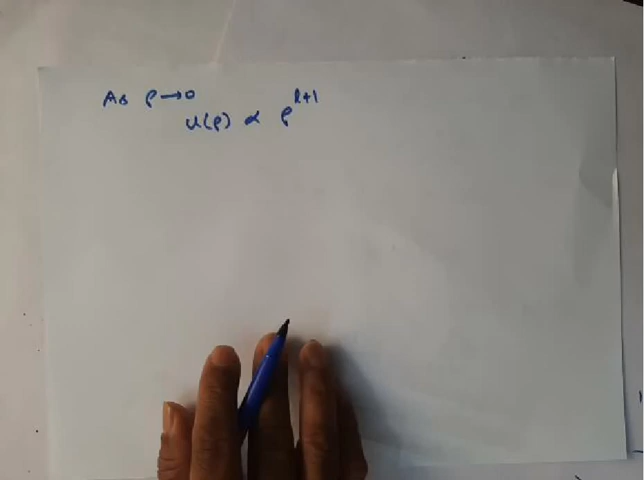 As ρ → 0
u(ρ) ∝ ρ^{l+1}